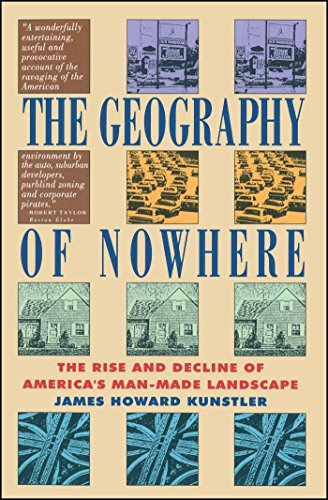 "A wonderfully
entertaining,
useful and
provocative
account of the
ravaging of the
American
THE GEOGRAPHY
environment by
the auto, suburban
developers,
purblind zoning
and corporate
pirates."
-ROBERT TAYLOR
Boston Globe
OF NOWHERE
THE RISE AND DECLINE OF
AMERICA'S MAN-MADE LANDSCAPE
JAMES HOWARD KUNSTLER